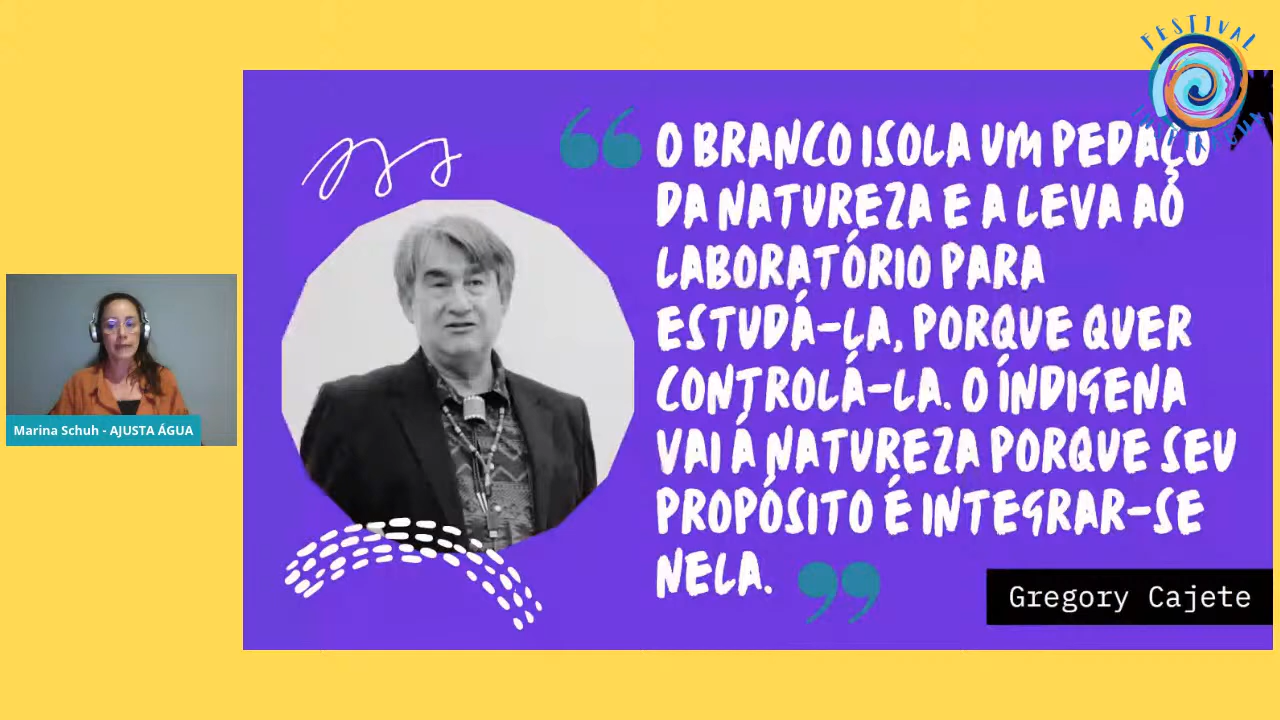 FESTIVAL
O BRANCO ISOLA UM PEDAÇO
DA NATUREZA E A LEVA AO
LABORATÓRIO PARA
ESTUDÁ-LA, PORQUE QUER
CONTROLÁ-LA. O ÍNDIGENA
VAI À NATUREZA PORQUE SEU
PROPÓSITO É INTEGRAR-SE
NELA.
Gregory Cajete
Marina Schuh - AJUSTA ÁGUA